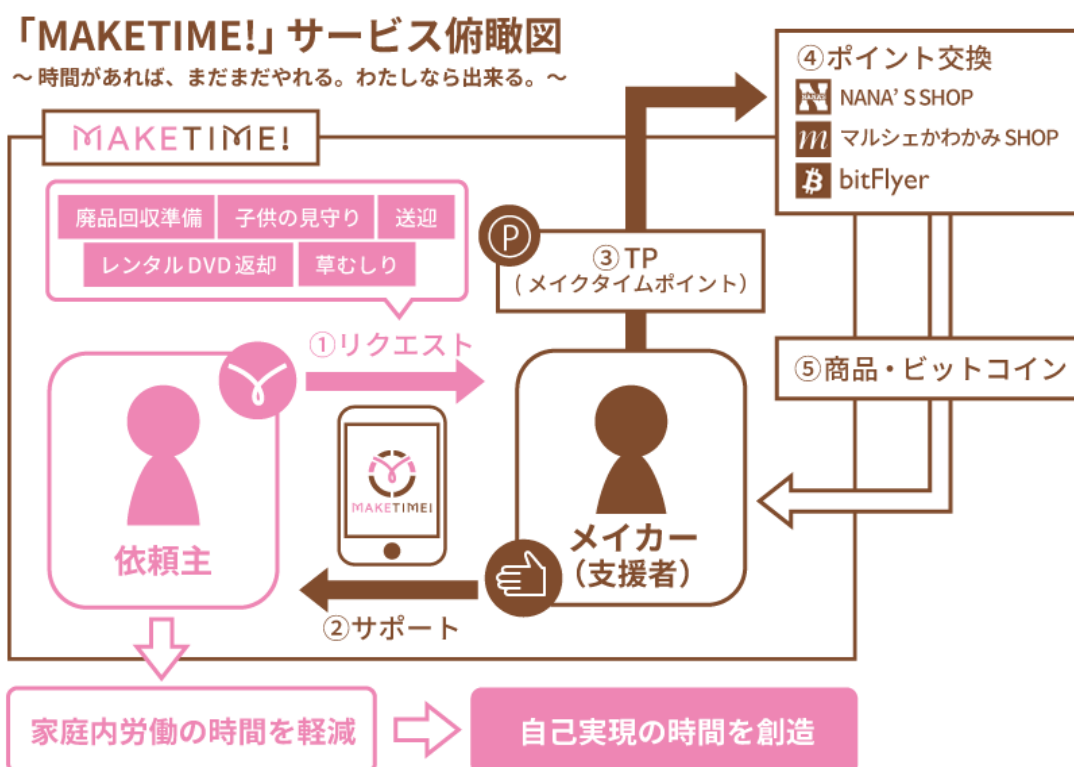 「MAKETIME!」サービス俯瞰図
～ 時間があれば、まだまだやれる。わたしなら出来る。～
MAKETIME!
廃品回収準備
子供の見守り
送迎
レンタルDVD返却
草むしり
①リクエスト
依頼主
MAKETIME!
②サポート
メイカー
（支援者）
P
③TP
( メイクタイムポイント）
④ポイント交換
NANA’S SHOP
マルシェかわかみSHOP
bitFlyer
⑤商品・ビットコイン
家庭内労働の時間を軽減
自己実現の時間を創造